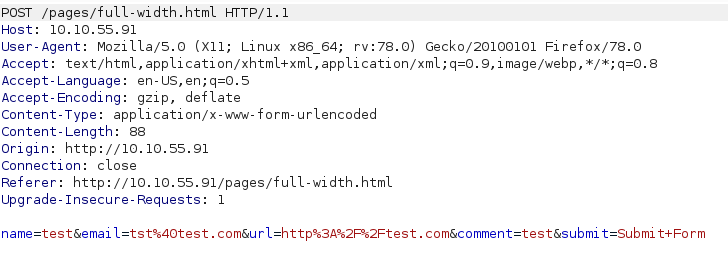 POST /pages/full-width.html HTTP/1.1
Host: 10.10.55.91
User-Agent: Mozilla/5.0 (X11; Linux x86_64; rv:78.0) Gecko/20100101 Firefox/78.0
Accept: text/html,application/xhtml+xml,application/xml;q=0.9,image/webp,*/*;q=0.8
Accept-Language: en-US,en;q=0.5
Accept-Encoding: gzip, deflate
Content-Type: application/x-www-form-urlencoded
Content-Length: 88
Origin: http://10.10.55.91
Connection: close
Referer: http://10.10.55.91/pages/full-width.html
Upgrade-Insecure-Requests: 1
name=test&email=tst%40test.com&url=http%3A%2F%2Ftest.com&comment=test&submit=Submit+Form